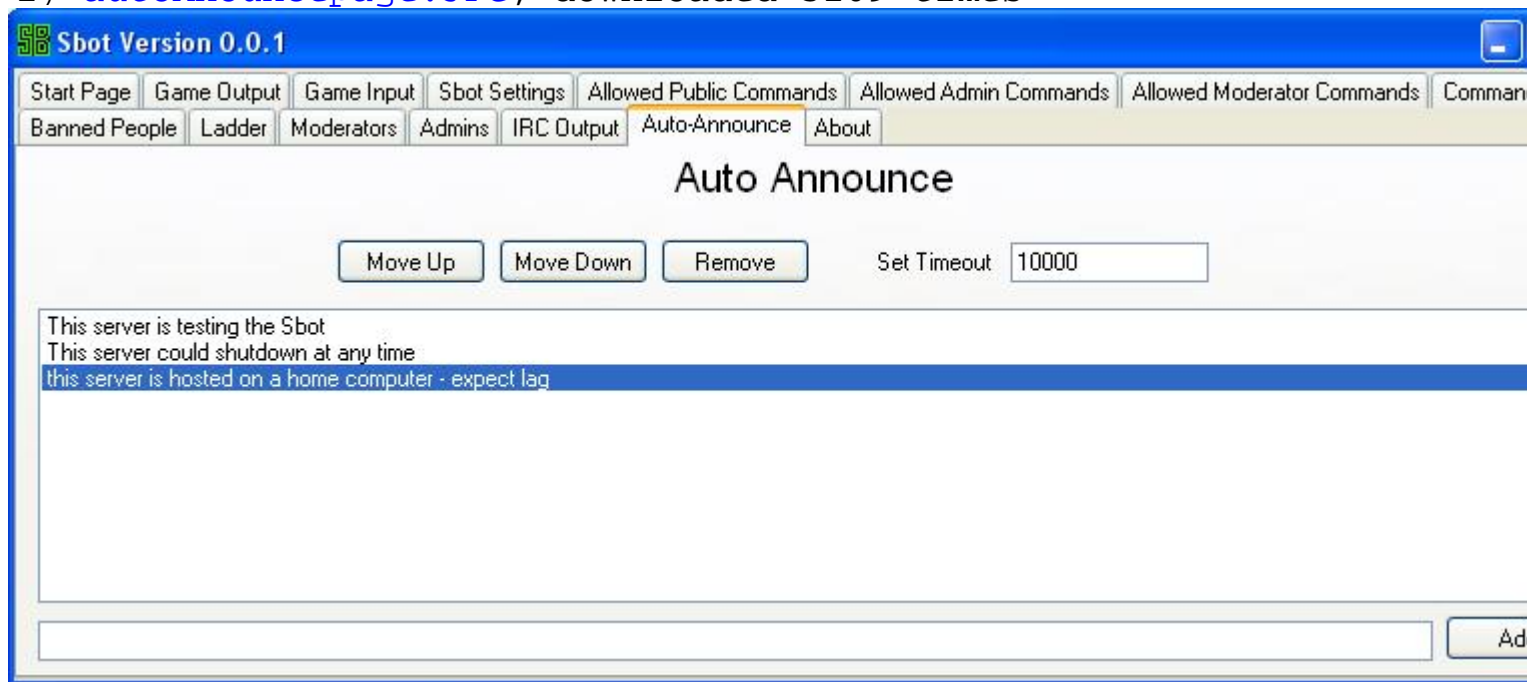 Sbot Version 0.0.1
Start Page Game Output Game Input Sbot Settings Allowed Public Commands Allowed Admin Commands Allowed Moderator Commands
Banned People Ladder Moderators Admins IRC Output Auto-Announce About
Auto Announce
Move Up Move Down Remove Set Timeout 10000
This server is testing the Sbot
This server could shutdown at any time
this server is hosted on a home computer - expect lag